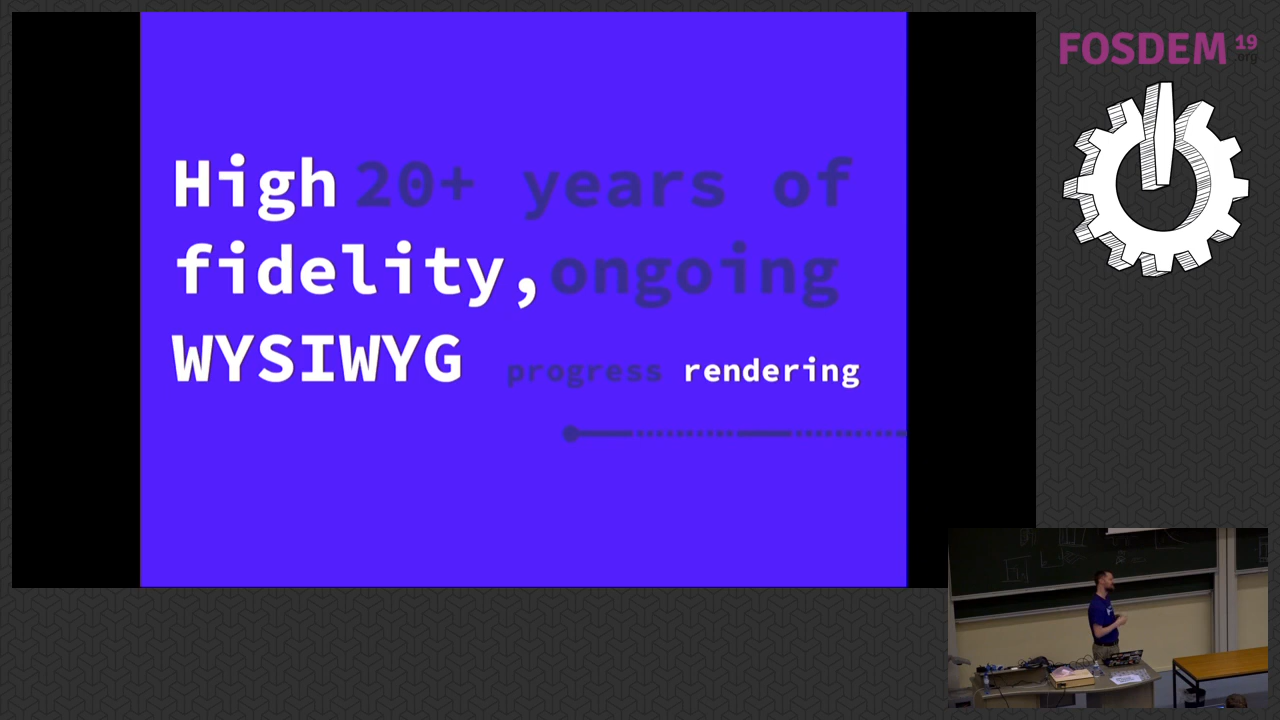 High 20+ years of
fidelity, ongoing
WYSIWYG progress rendering
FOSDEM 19
.org